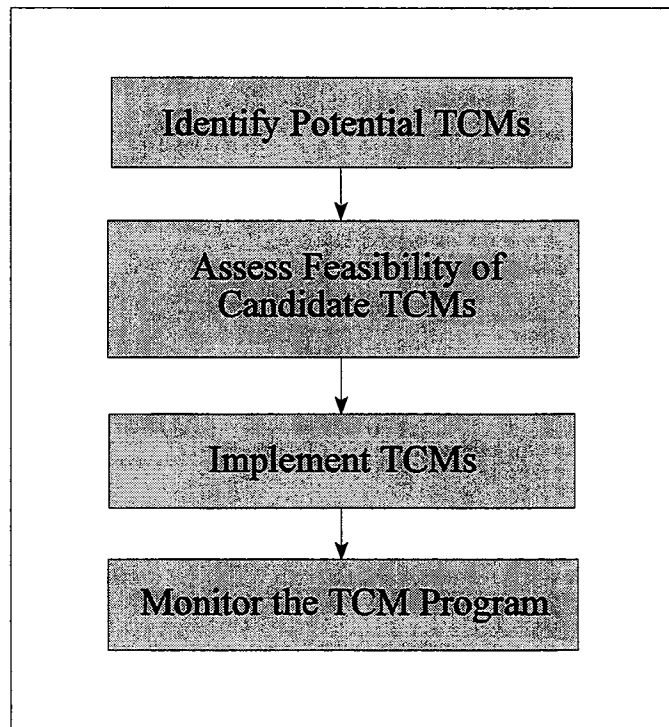 Identify Potential TCMs
Assess Feasibility of
Candidate TCMs
Implement TCMs
Monitor the TCM Program